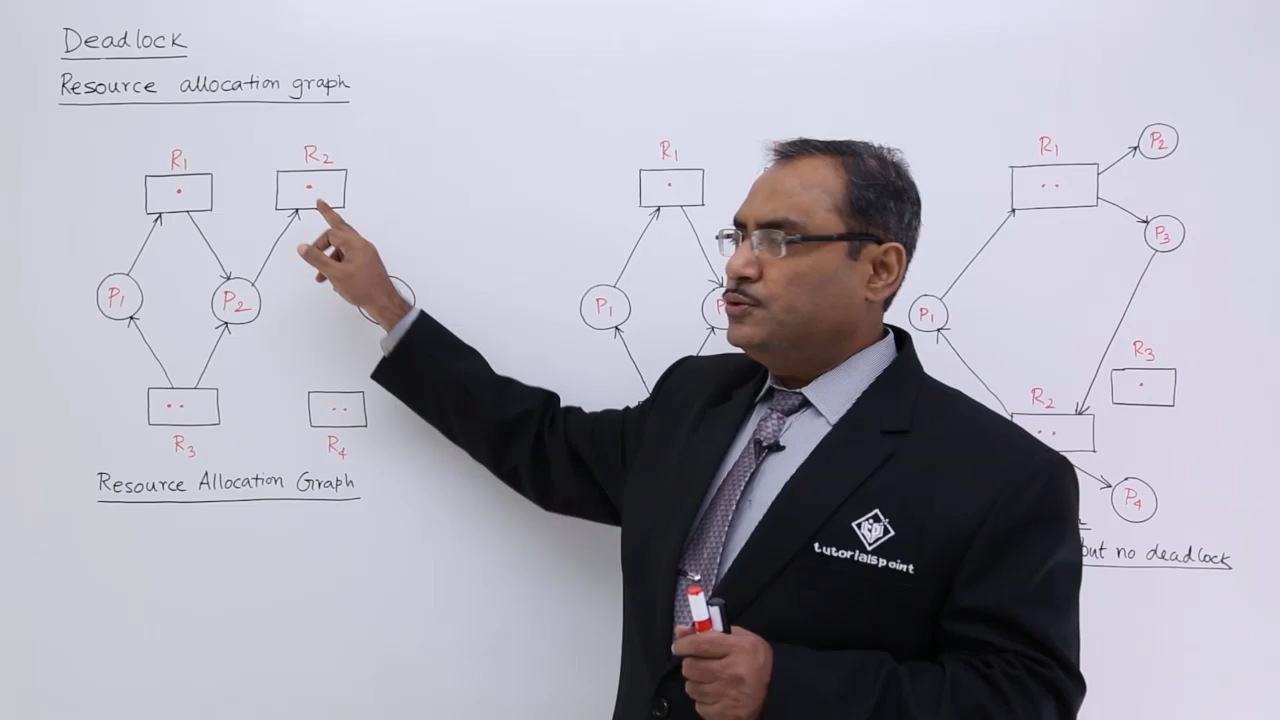 Deadlock
Resource allocation graph
R1
R2
P1
P2
R3
R4
Resource Allocation Graph
R1
P1
R1
P2
P3
P1
R3
R2
P4
but no deadlock
tutorialspoint